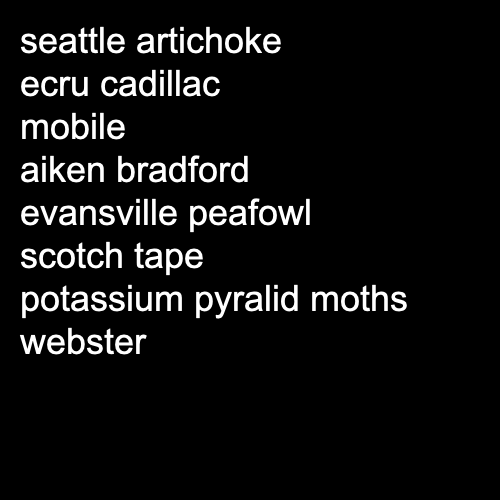 seattle artichoke
ecru cadillac
mobile
aiken bradford
evansville peafowl
scotch tape
potassium pyralid moths
webster